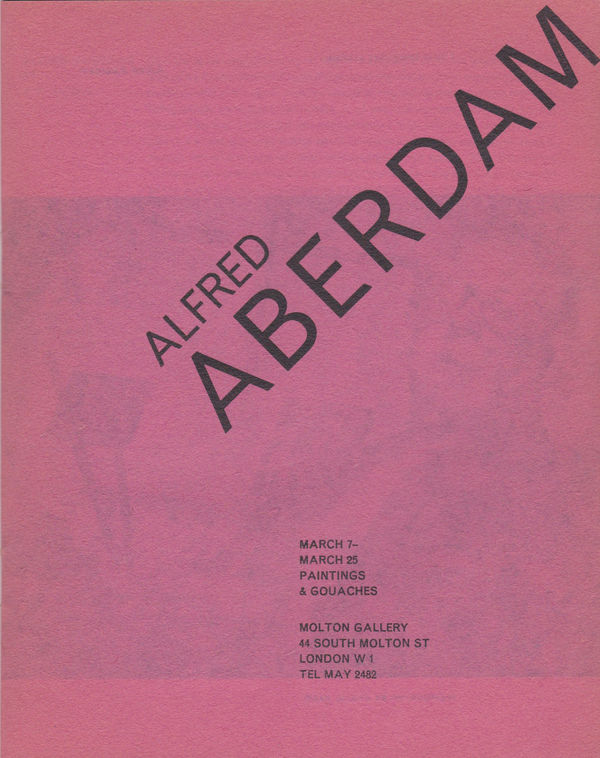 ALFRED
ABERDAM
MARCH 7–
MARCH 25
PAINTINGS
& GOUACHES
MOLTON GALLERY
44 SOUTH MOLTON ST
LONDON W 1
TEL MAY 2482